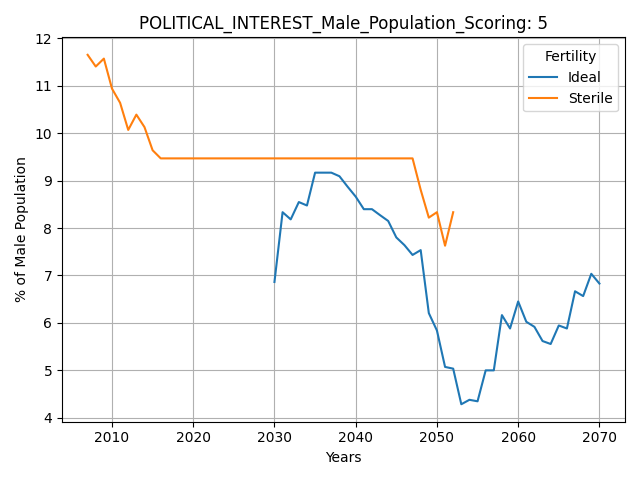 POLITICAL_INTEREST_Male_Population_Scoring: 5
12
11
10
9
8
7
6
5
4
% of Male Population
Fertility
Ideal
Sterile
2010 2020 2030 2040 2050 2060 2070
Years